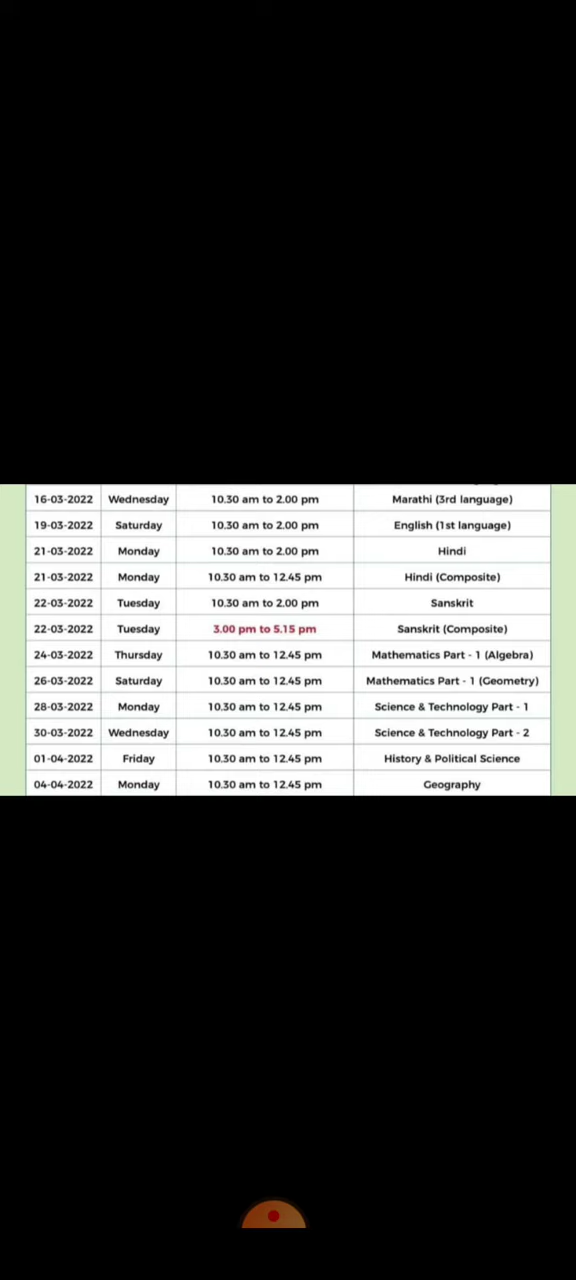 16-03-2022 Wednesday 10.30 am to 2.00 pm Marathi (3rd language)
19-03-2022 Saturday 10.30 am to 2.00 pm English (1st language)
21-03-2022 Monday 10.30 am to 2.00 pm Hindi
21-03-2022 Monday 10.30 am to 12.45 pm Hindi (Composite)
22-03-2022 Tuesday 10.30 am to 2.00 pm Sanskrit
22-03-2022 Tuesday 3.00 pm to 5.15 pm Sanskrit (Composite)
24-03-2022 Thursday 10.30 am to 12.45 pm Mathematics Part - 1 (Algebra)
26-03-2022 Saturday 10.30 am to 12.45 pm Mathematics Part - 1 (Geometry)
28-03-2022 Monday 10.30 am to 12.45 pm Science & Technology Part - 1
30-03-2022 Wednesday 10.30 am to 12.45 pm Science & Technology Part - 2
01-04-2022 Friday 10.30 am to 12.45 pm History & Political Science
04-04-2022 Monday 10.30 am to 12.45 pm Geography